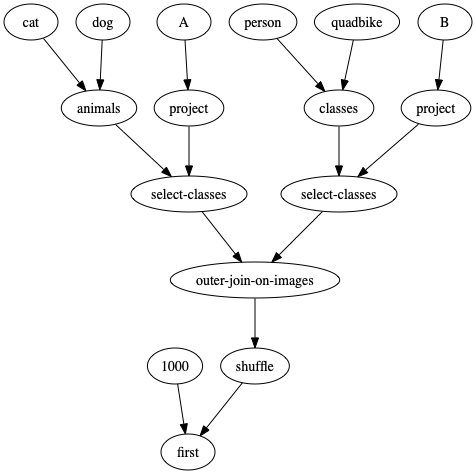 cat
dog
A
person
quadbike
B
animals
project
classes
project
select-classes
select-classes
outer-join-on-images
1000
shuffle
first